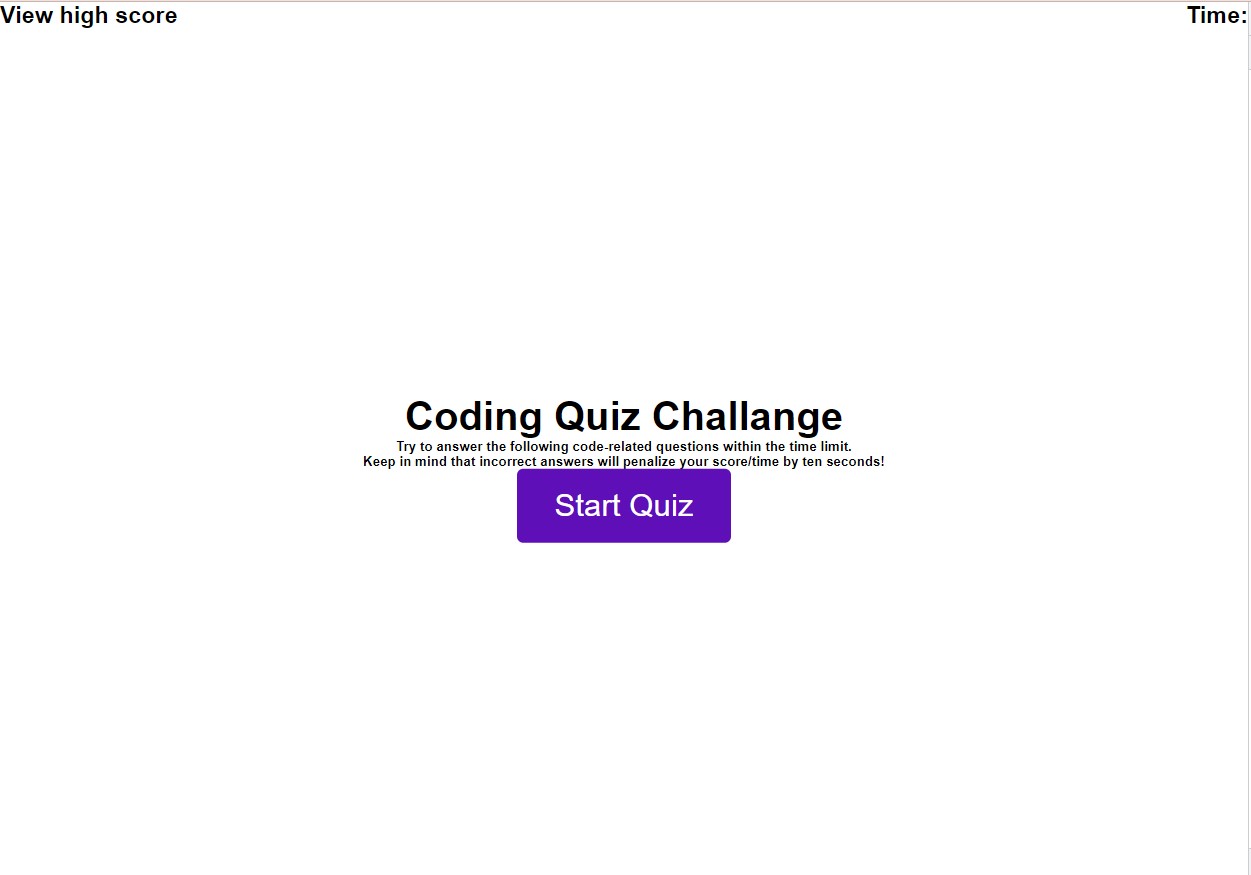 View high score
Time:
Coding Quiz Challange
Try to answer the following code-related questions within the time limit.
Keep in mind that incorrect answers will penalize your score/time by ten seconds!
Start Quiz